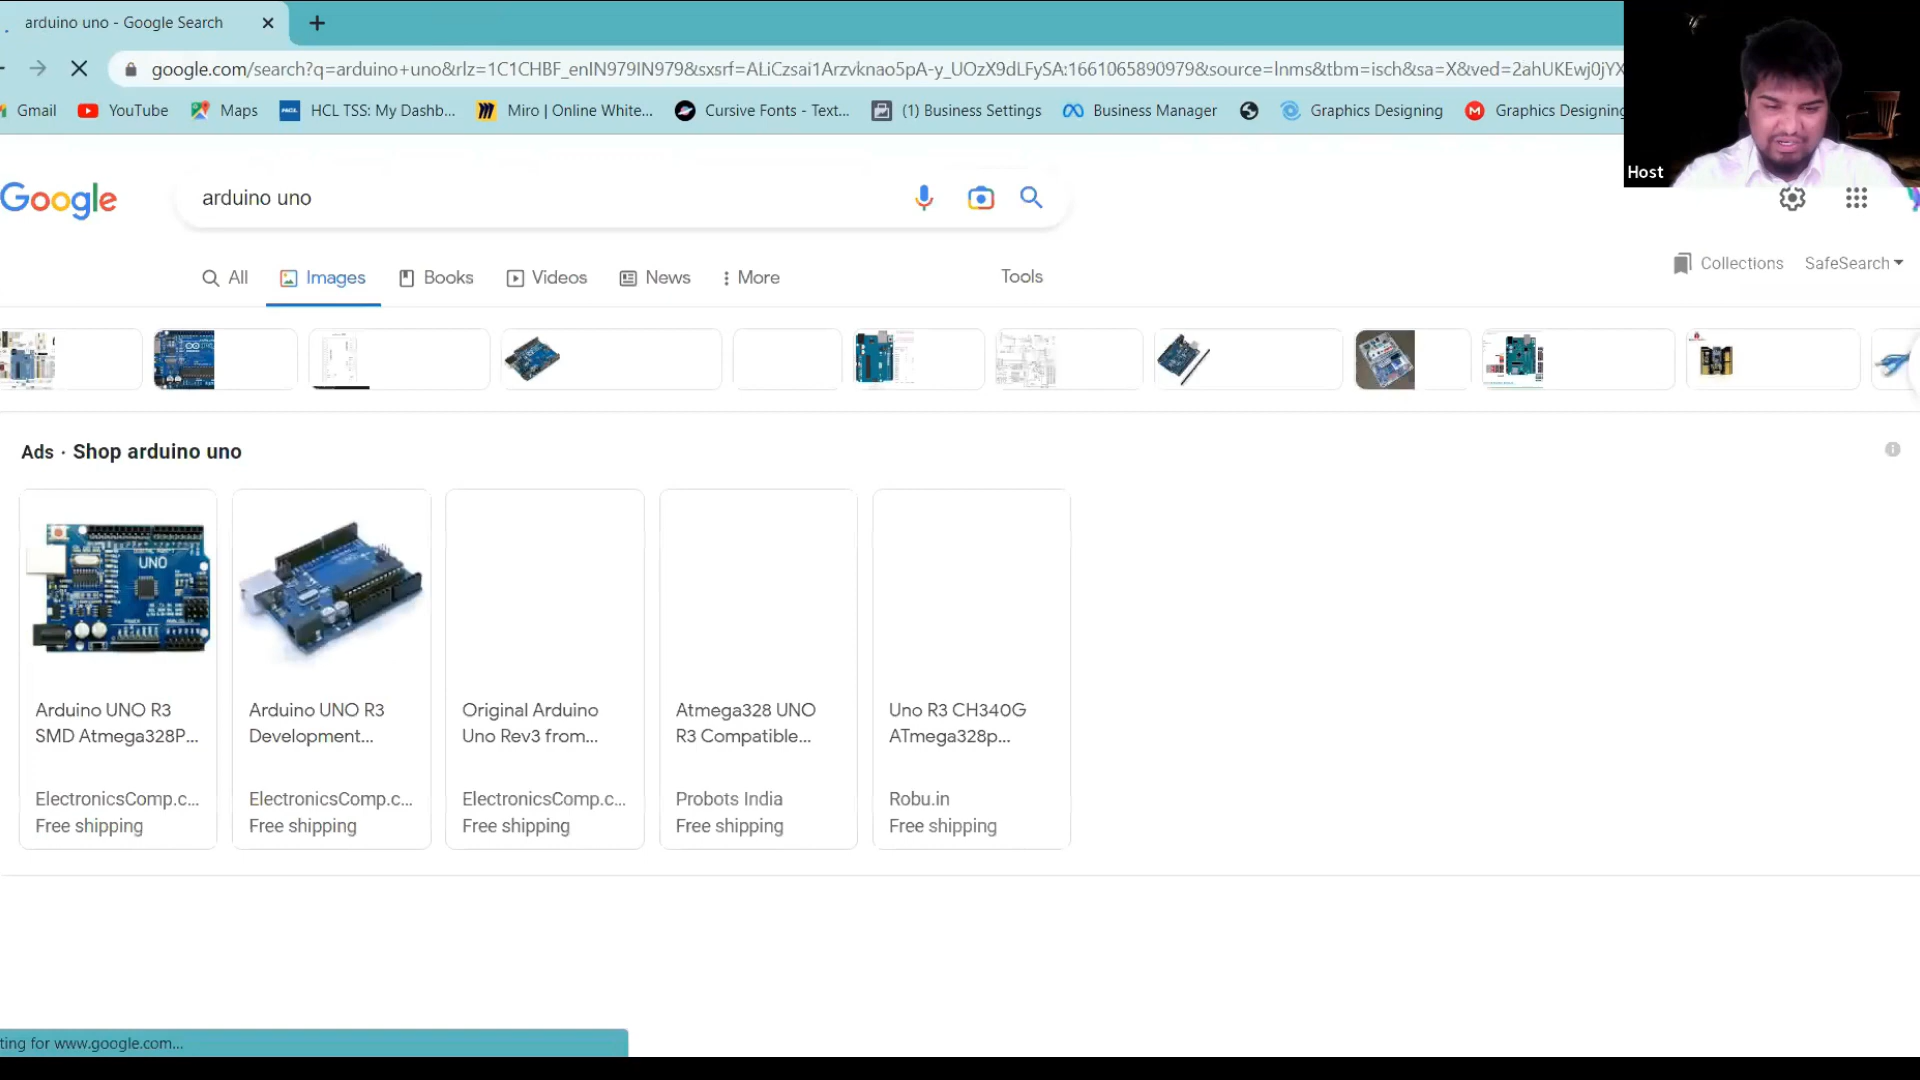 arduino uno - Google Search
google.com/search?q=arduino+uno&rlz=1C1CHBF_enIN979IN979&sxsrf=ALiCzsai1Arzvknao5pA-y_UOzX9dLFySA:1661065890979&source=lnms&tbm=isch&sa=X&ved=2ahUKEwj0jYX
Gmail YouTube Maps HCL TSS: My Dashb... Miro | Online White... Cursive Fonts - Text... (1) Business Settings Business Manager Graphics Designing Graphics Designing
Host
Google
arduino uno
All Images Books Videos News More Tools
Collections SafeSearch
Ads · Shop arduino uno
UNO
Arduino UNO R3
SMD Atmega328P...
ElectronicsComp.c...
Free shipping
Arduino UNO R3
Development...
ElectronicsComp.c...
Free shipping
Original Arduino
Uno Rev3 from...
ElectronicsComp.c...
Free shipping
Atmega328 UNO
R3 Compatible...
Probots India
Free shipping
Uno R3 CH340G
ATmega328p...
Robu.in
Free shipping
ting for www.google.com...